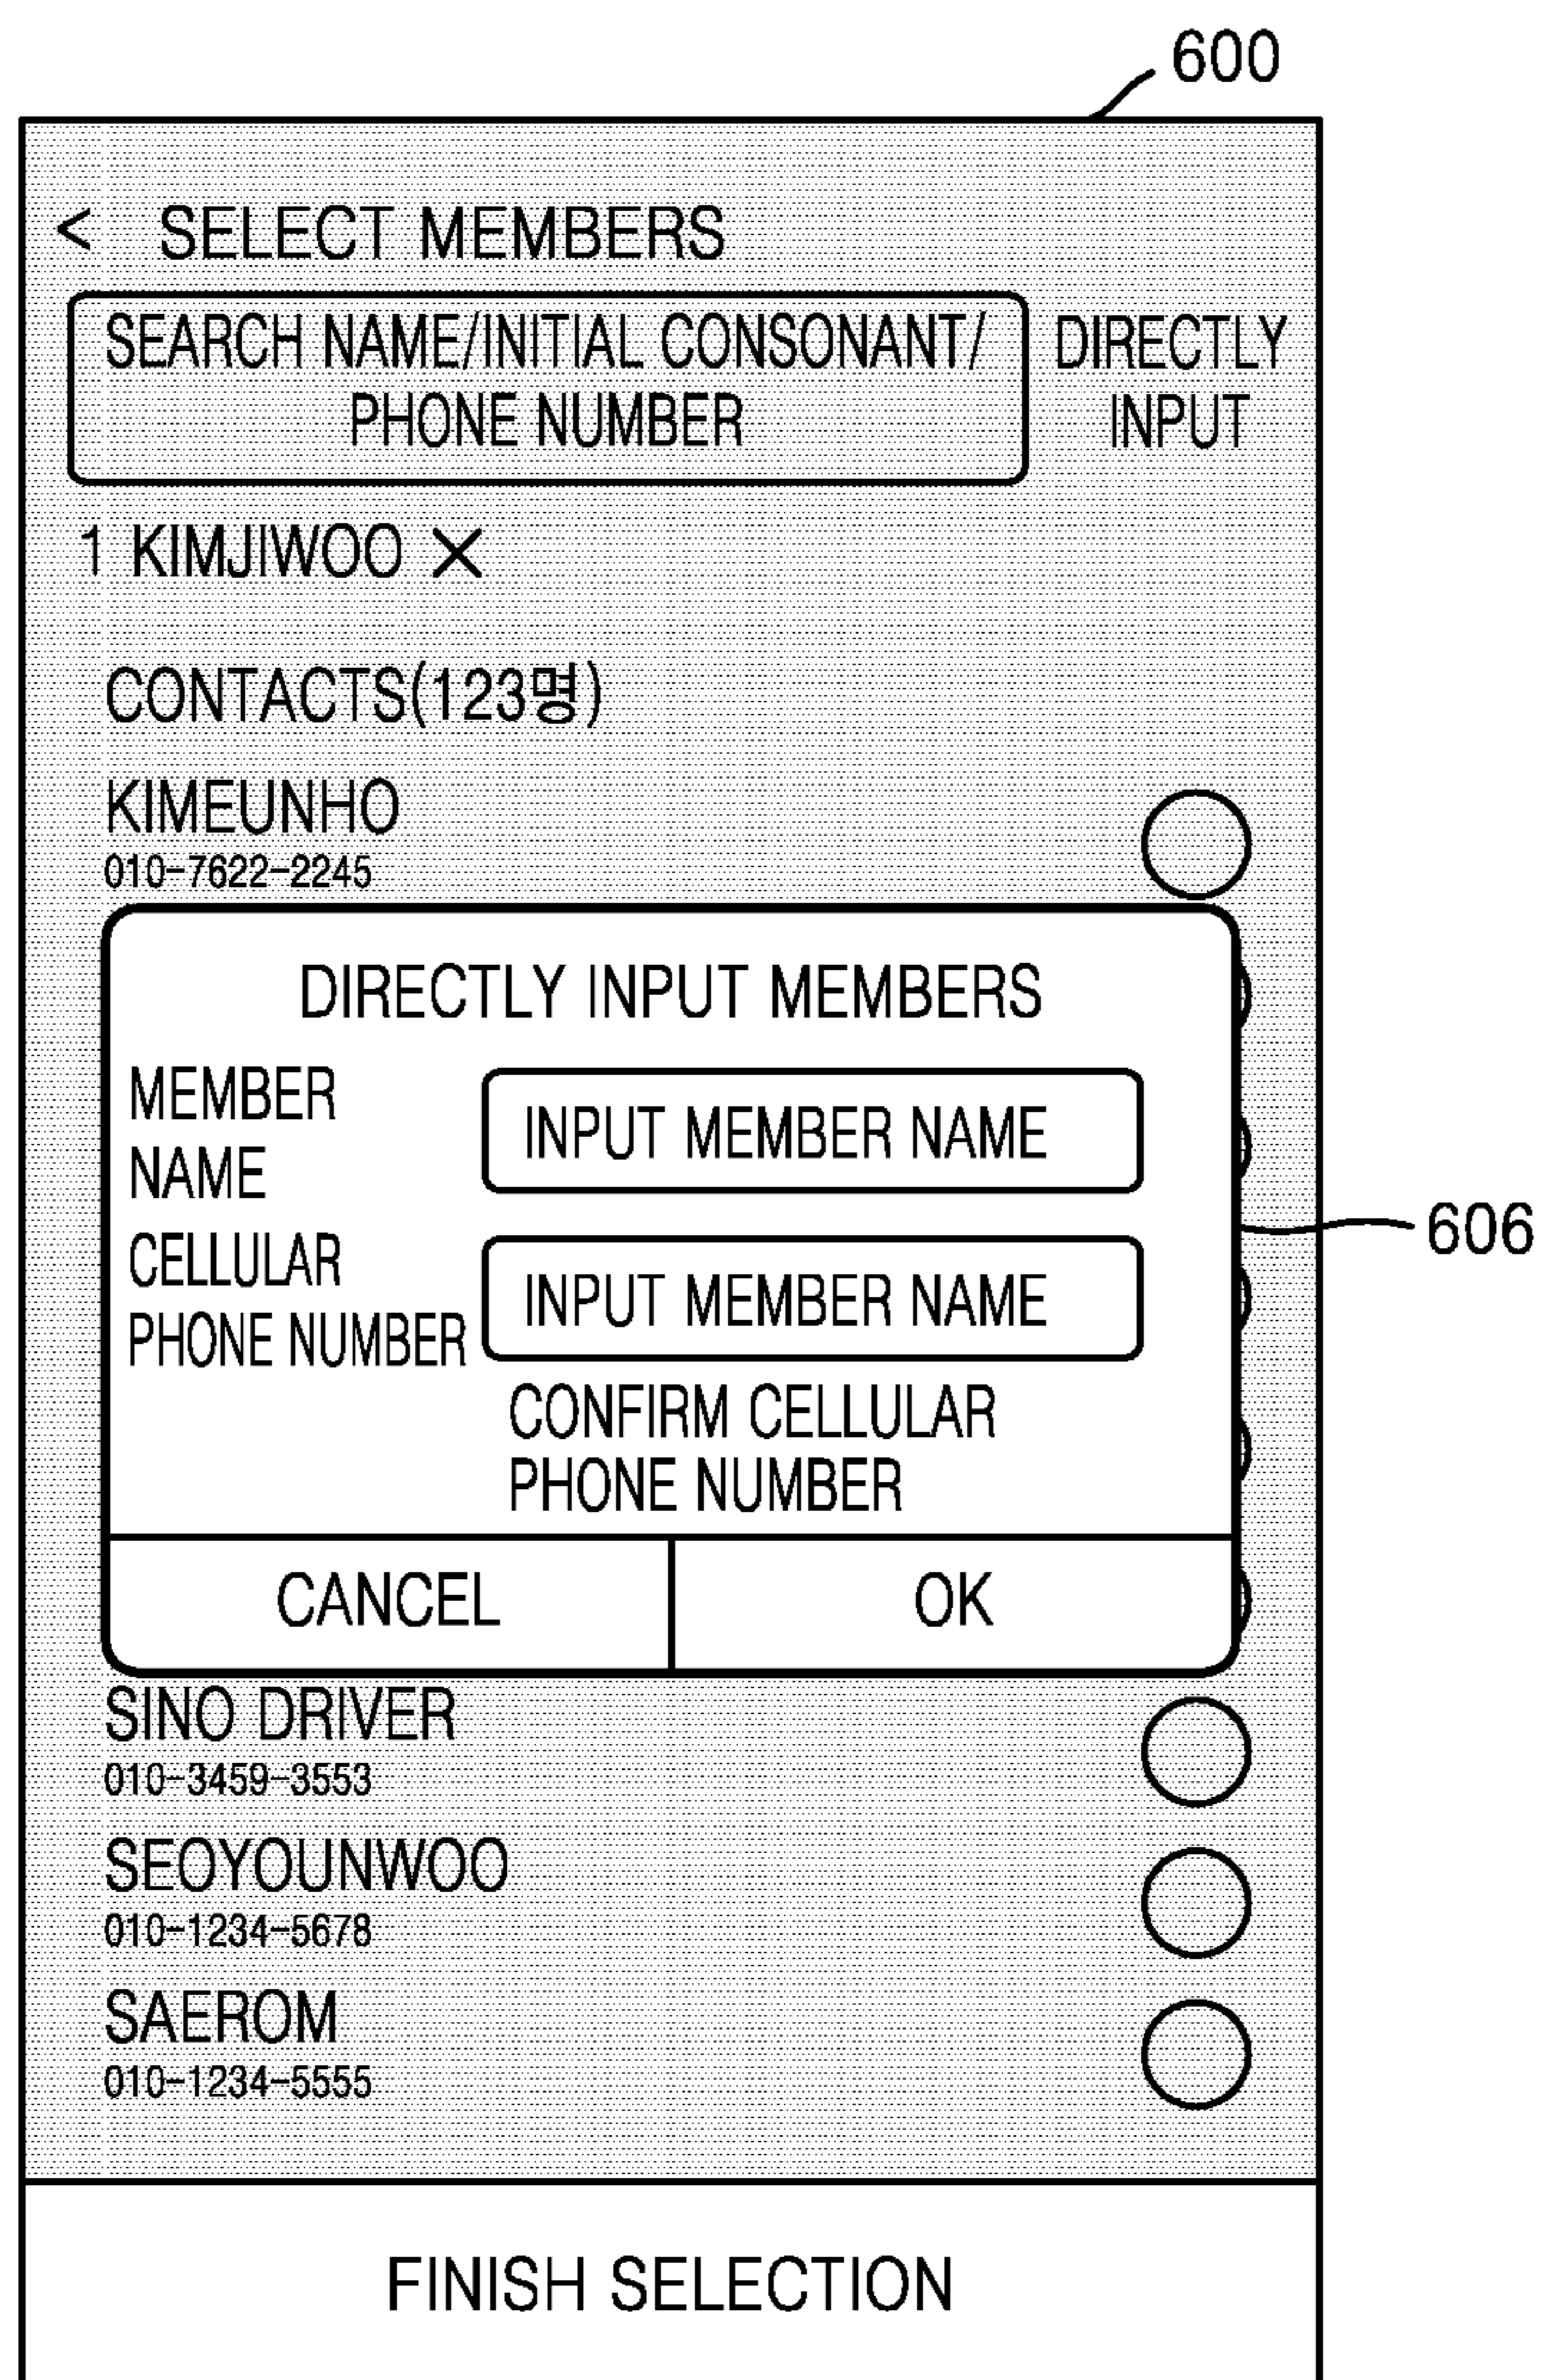 600
< SELECT MEMBERS
SEARCH NAME/INITIAL CONSONANT/
PHONE NUMBER
DIRECTLY
INPUT
1 KIMJIWOO ×
CONTACTS(123명)
KIMEUNHO
010-7622-2245
DIRECTLY INPUT MEMBERS
MEMBER
NAME
INPUT MEMBER NAME
CELLULAR
PHONE NUMBER
INPUT MEMBER NAME
CONFIRM CELLULAR
PHONE NUMBER
606
CANCEL OK
SINO DRIVER
010-3459-3553
SEOYOUNWOO
010-1234-5678
SAEROM
010-1234-5555
FINISH SELECTION